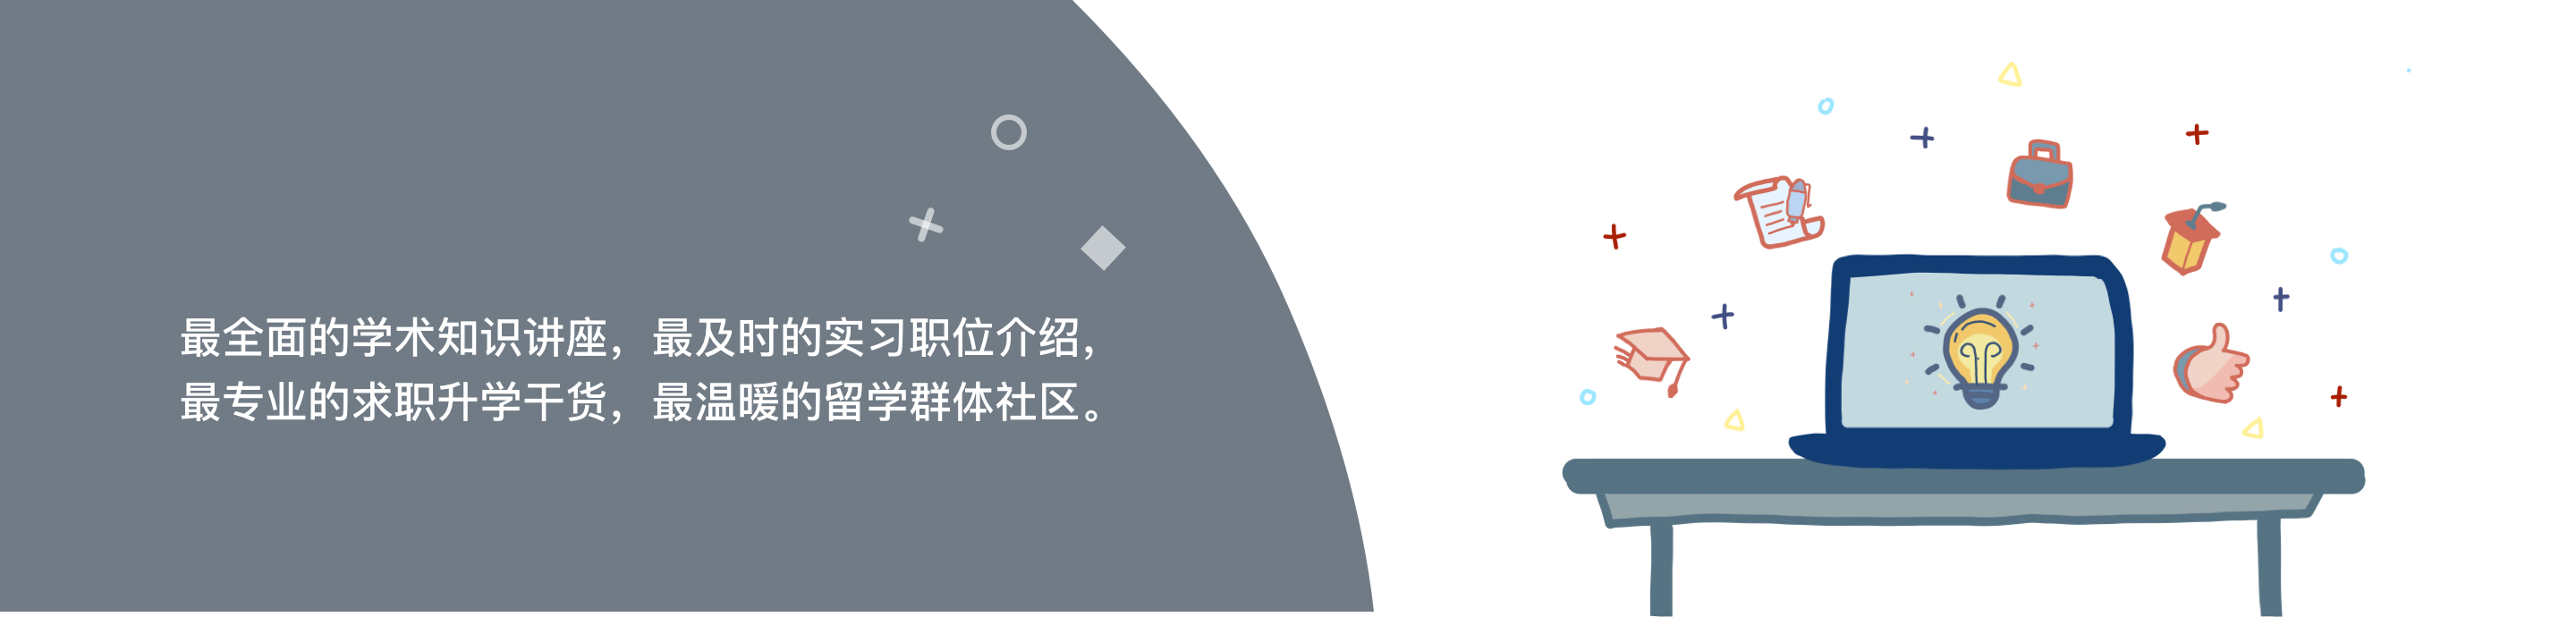 最全面的学术知识讲座，最及时的实习职位介绍，
最专业的求职升学干货，最温暖的留学群体社区。